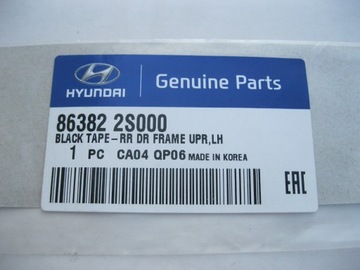 HYUNDAI
Genuine Parts
86382 2S000
BLACK TAPE-RR DR FRAME UPR,LH
1 PC CA04 QP06 MADE IN KOREA
EAC